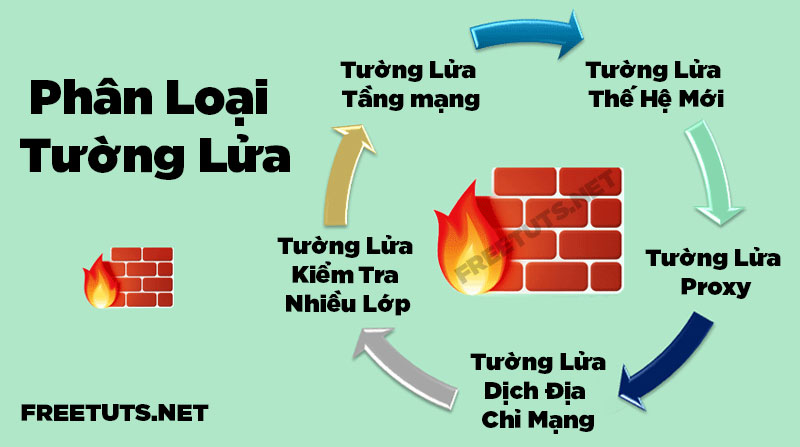 Phân Loại
Tường Lửa
Tường Lửa
Tầng mạng
Tường Lửa
Thế Hệ Mới
Tường Lửa
Proxy
Tường Lửa
Dịch Địa
Chỉ Mạng
Tường Lửa
Kiểm Tra
Nhiều Lớp
FREETUTS.NET
FREETUTS.NET